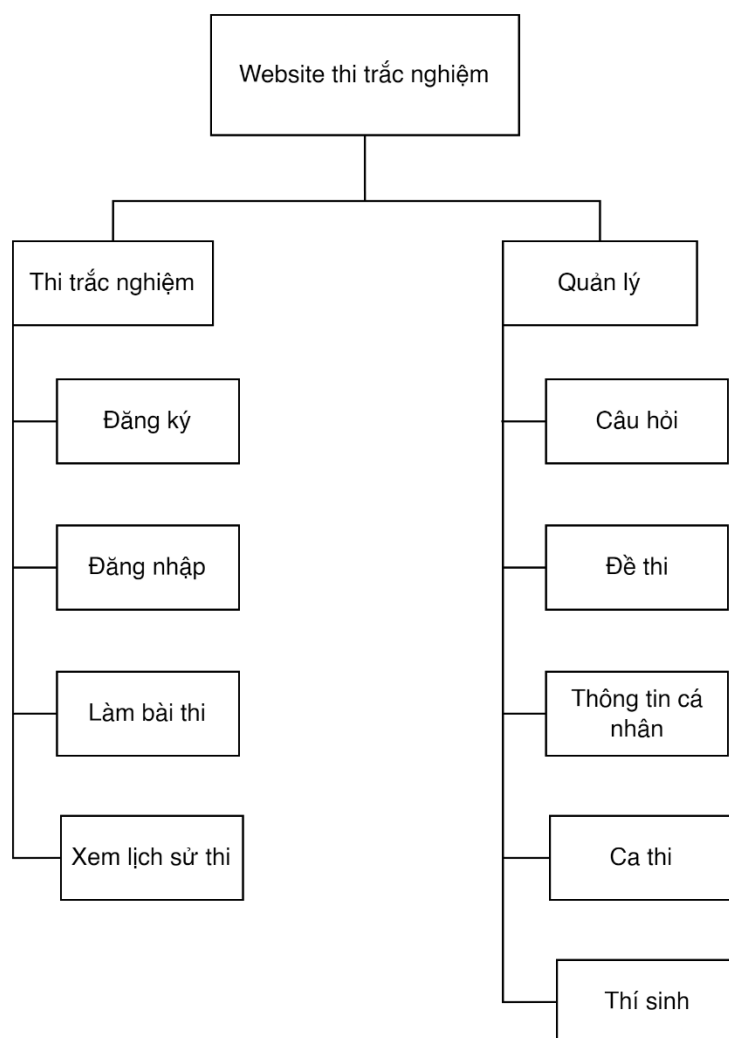 Website thi trắc nghiệm
Thi trắc nghiệm
Quản lý
Đăng ký
Câu hỏi
Đăng nhập
Đề thi
Làm bài thi
Thông tin cá
nhân
Xem lịch sử thi
Ca thi
Thí sinh